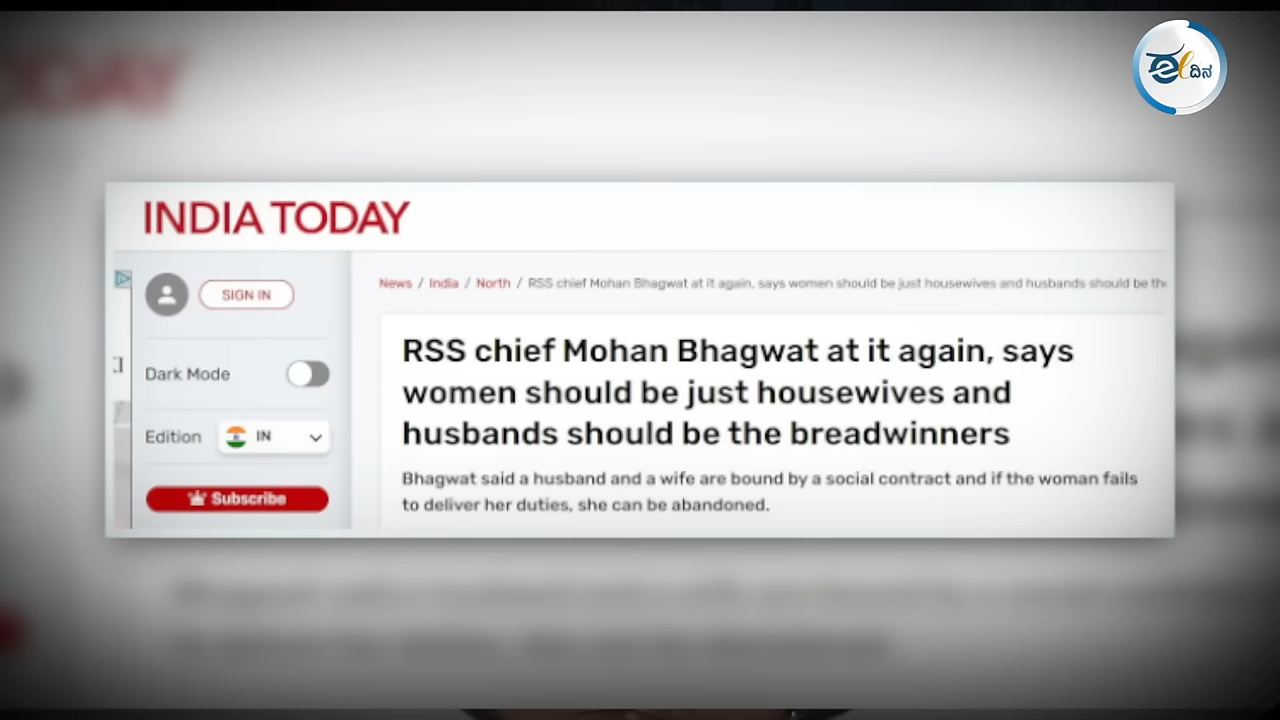 TODAY
ಈ e ದಿನ
INDIA TODAY
SIGN IN
News / India / North / RSS chief Mohan Bhagwat at it again, says women should be just housewives and husbands should be the
Dark Mode
RSS chief Mohan Bhagwat at it again, says
women should be just housewives and
husbands should be the breadwinners
Edition IN
Bhagwat said a husband and a wife are bound by a social contract and if the woman fails
to deliver her duties, she can be abandoned.
Subscribe